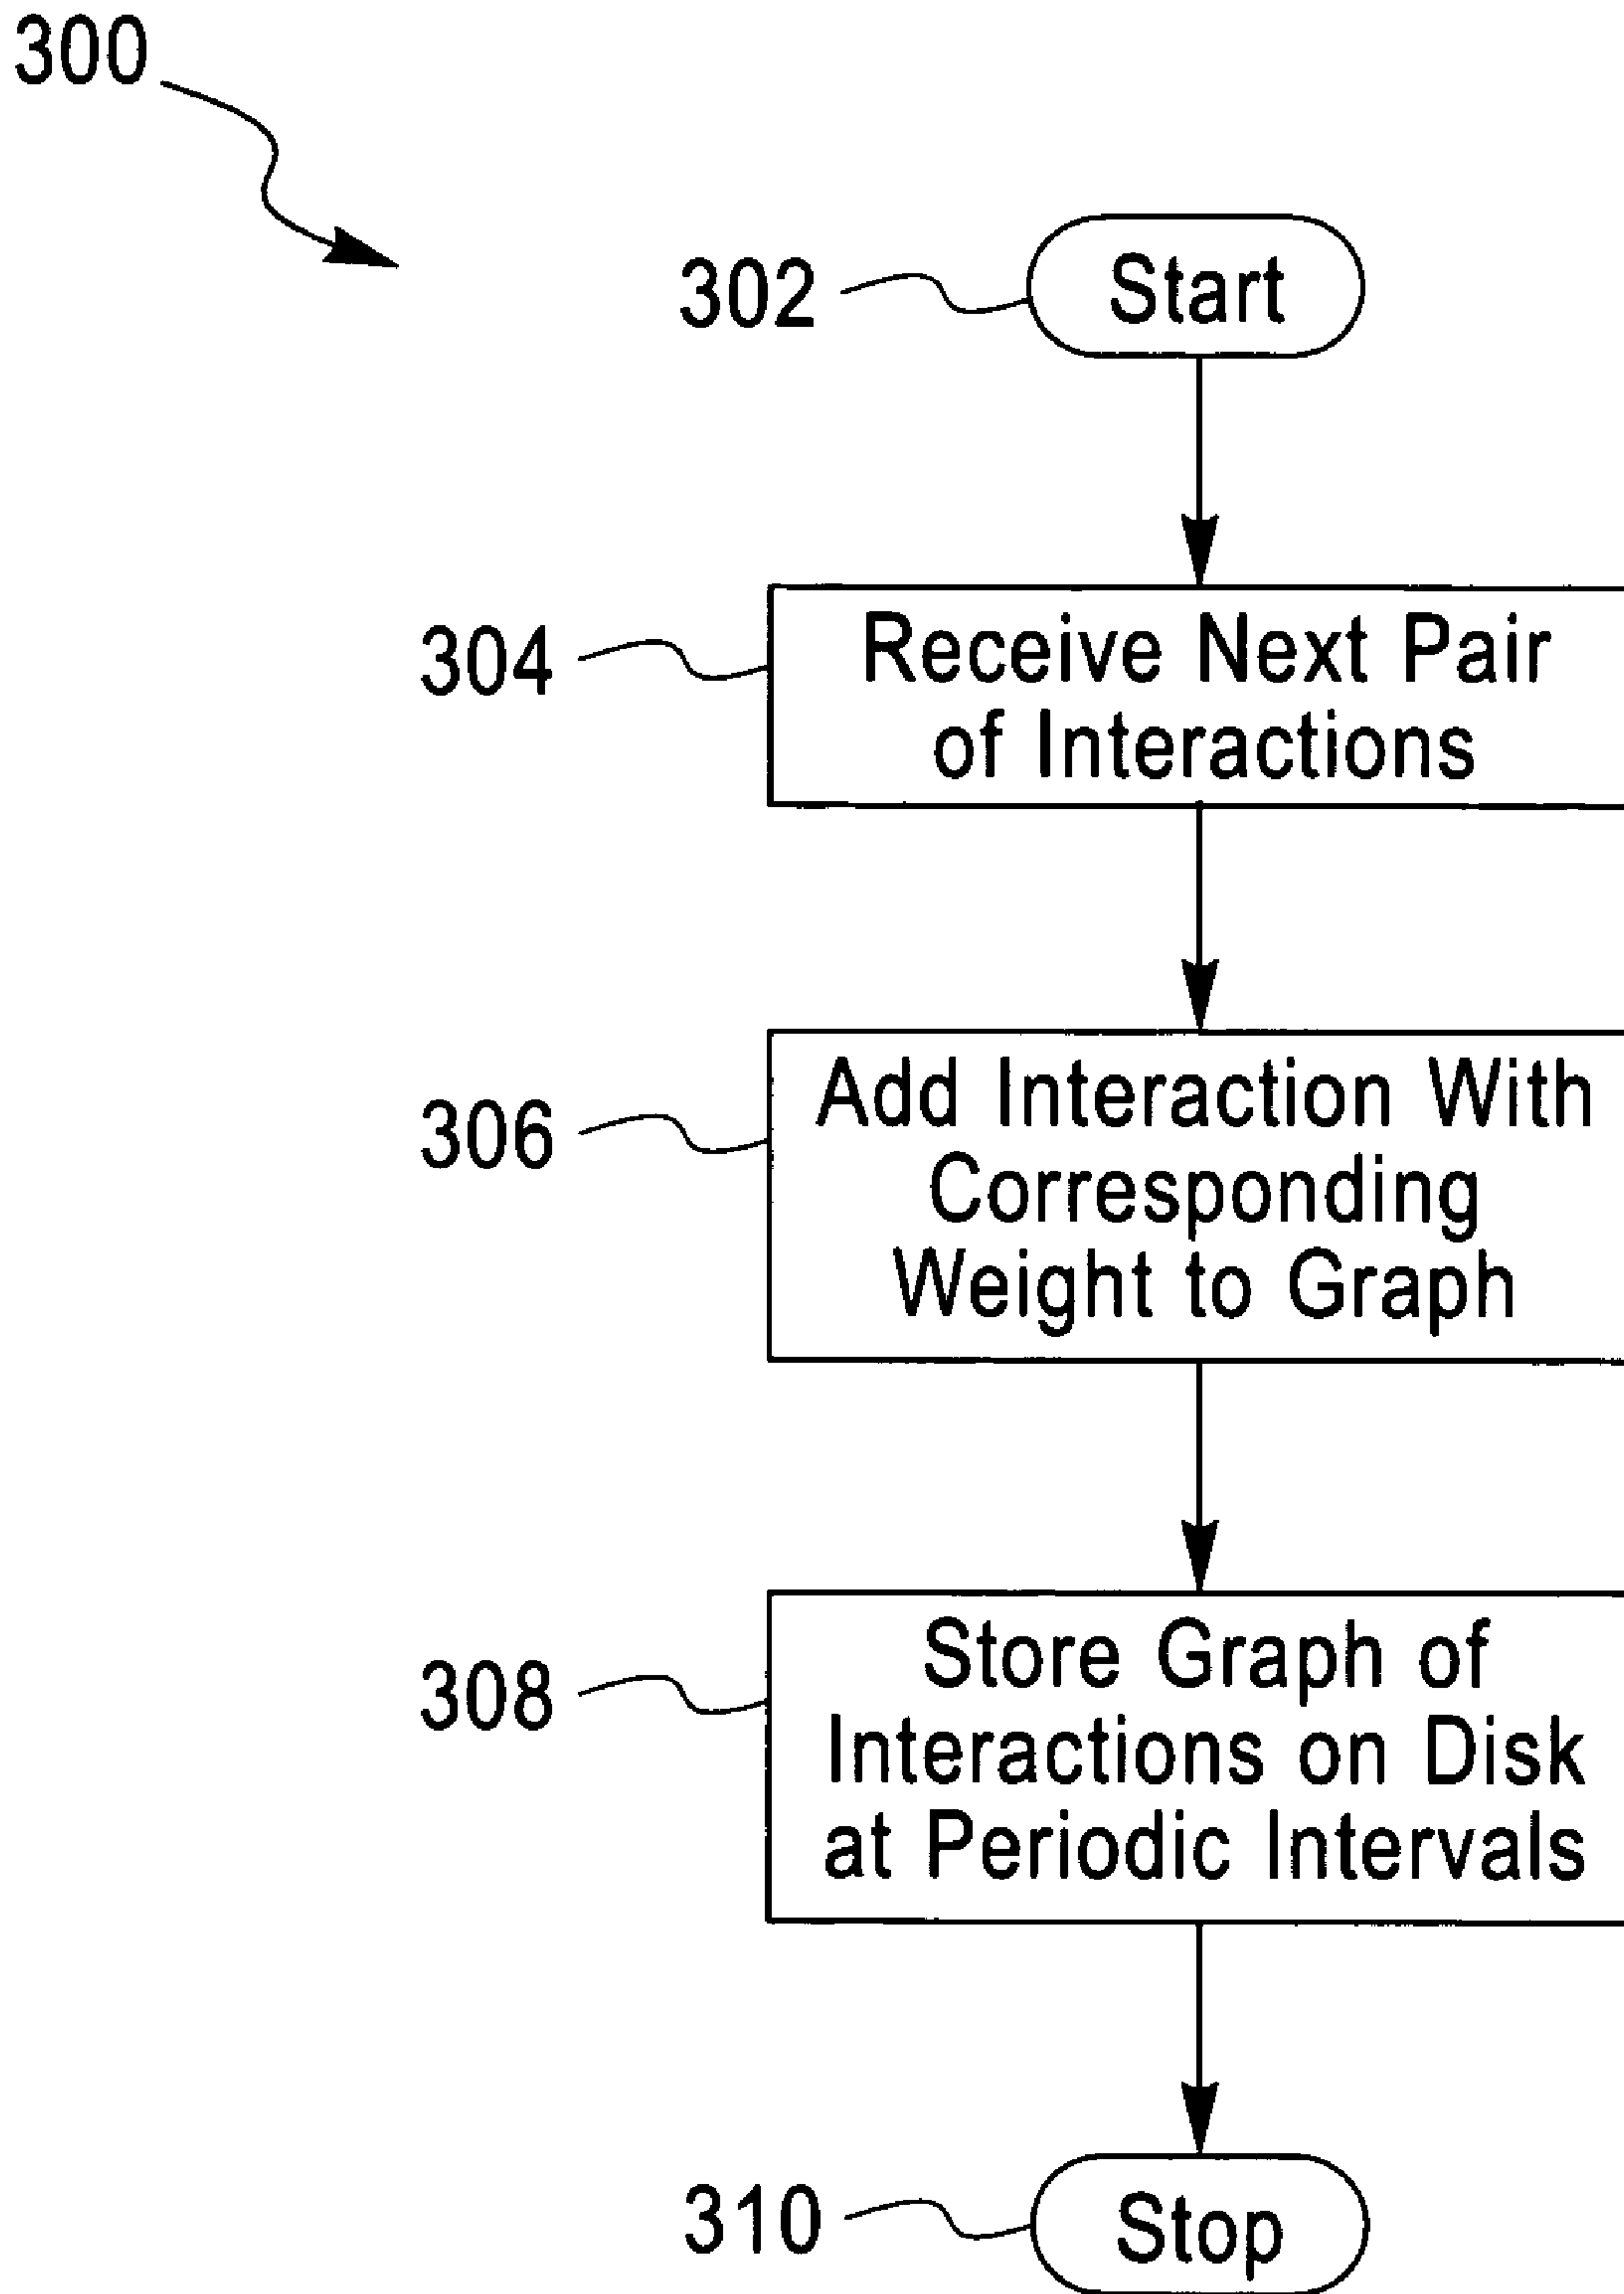 300
302
Start
304
Receive Next Pair
of Interactions
306
Add Interaction With
Corresponding
Weight to Graph
308
Store Graph of
Interactions on Disk
at Periodic Intervals
310
Stop